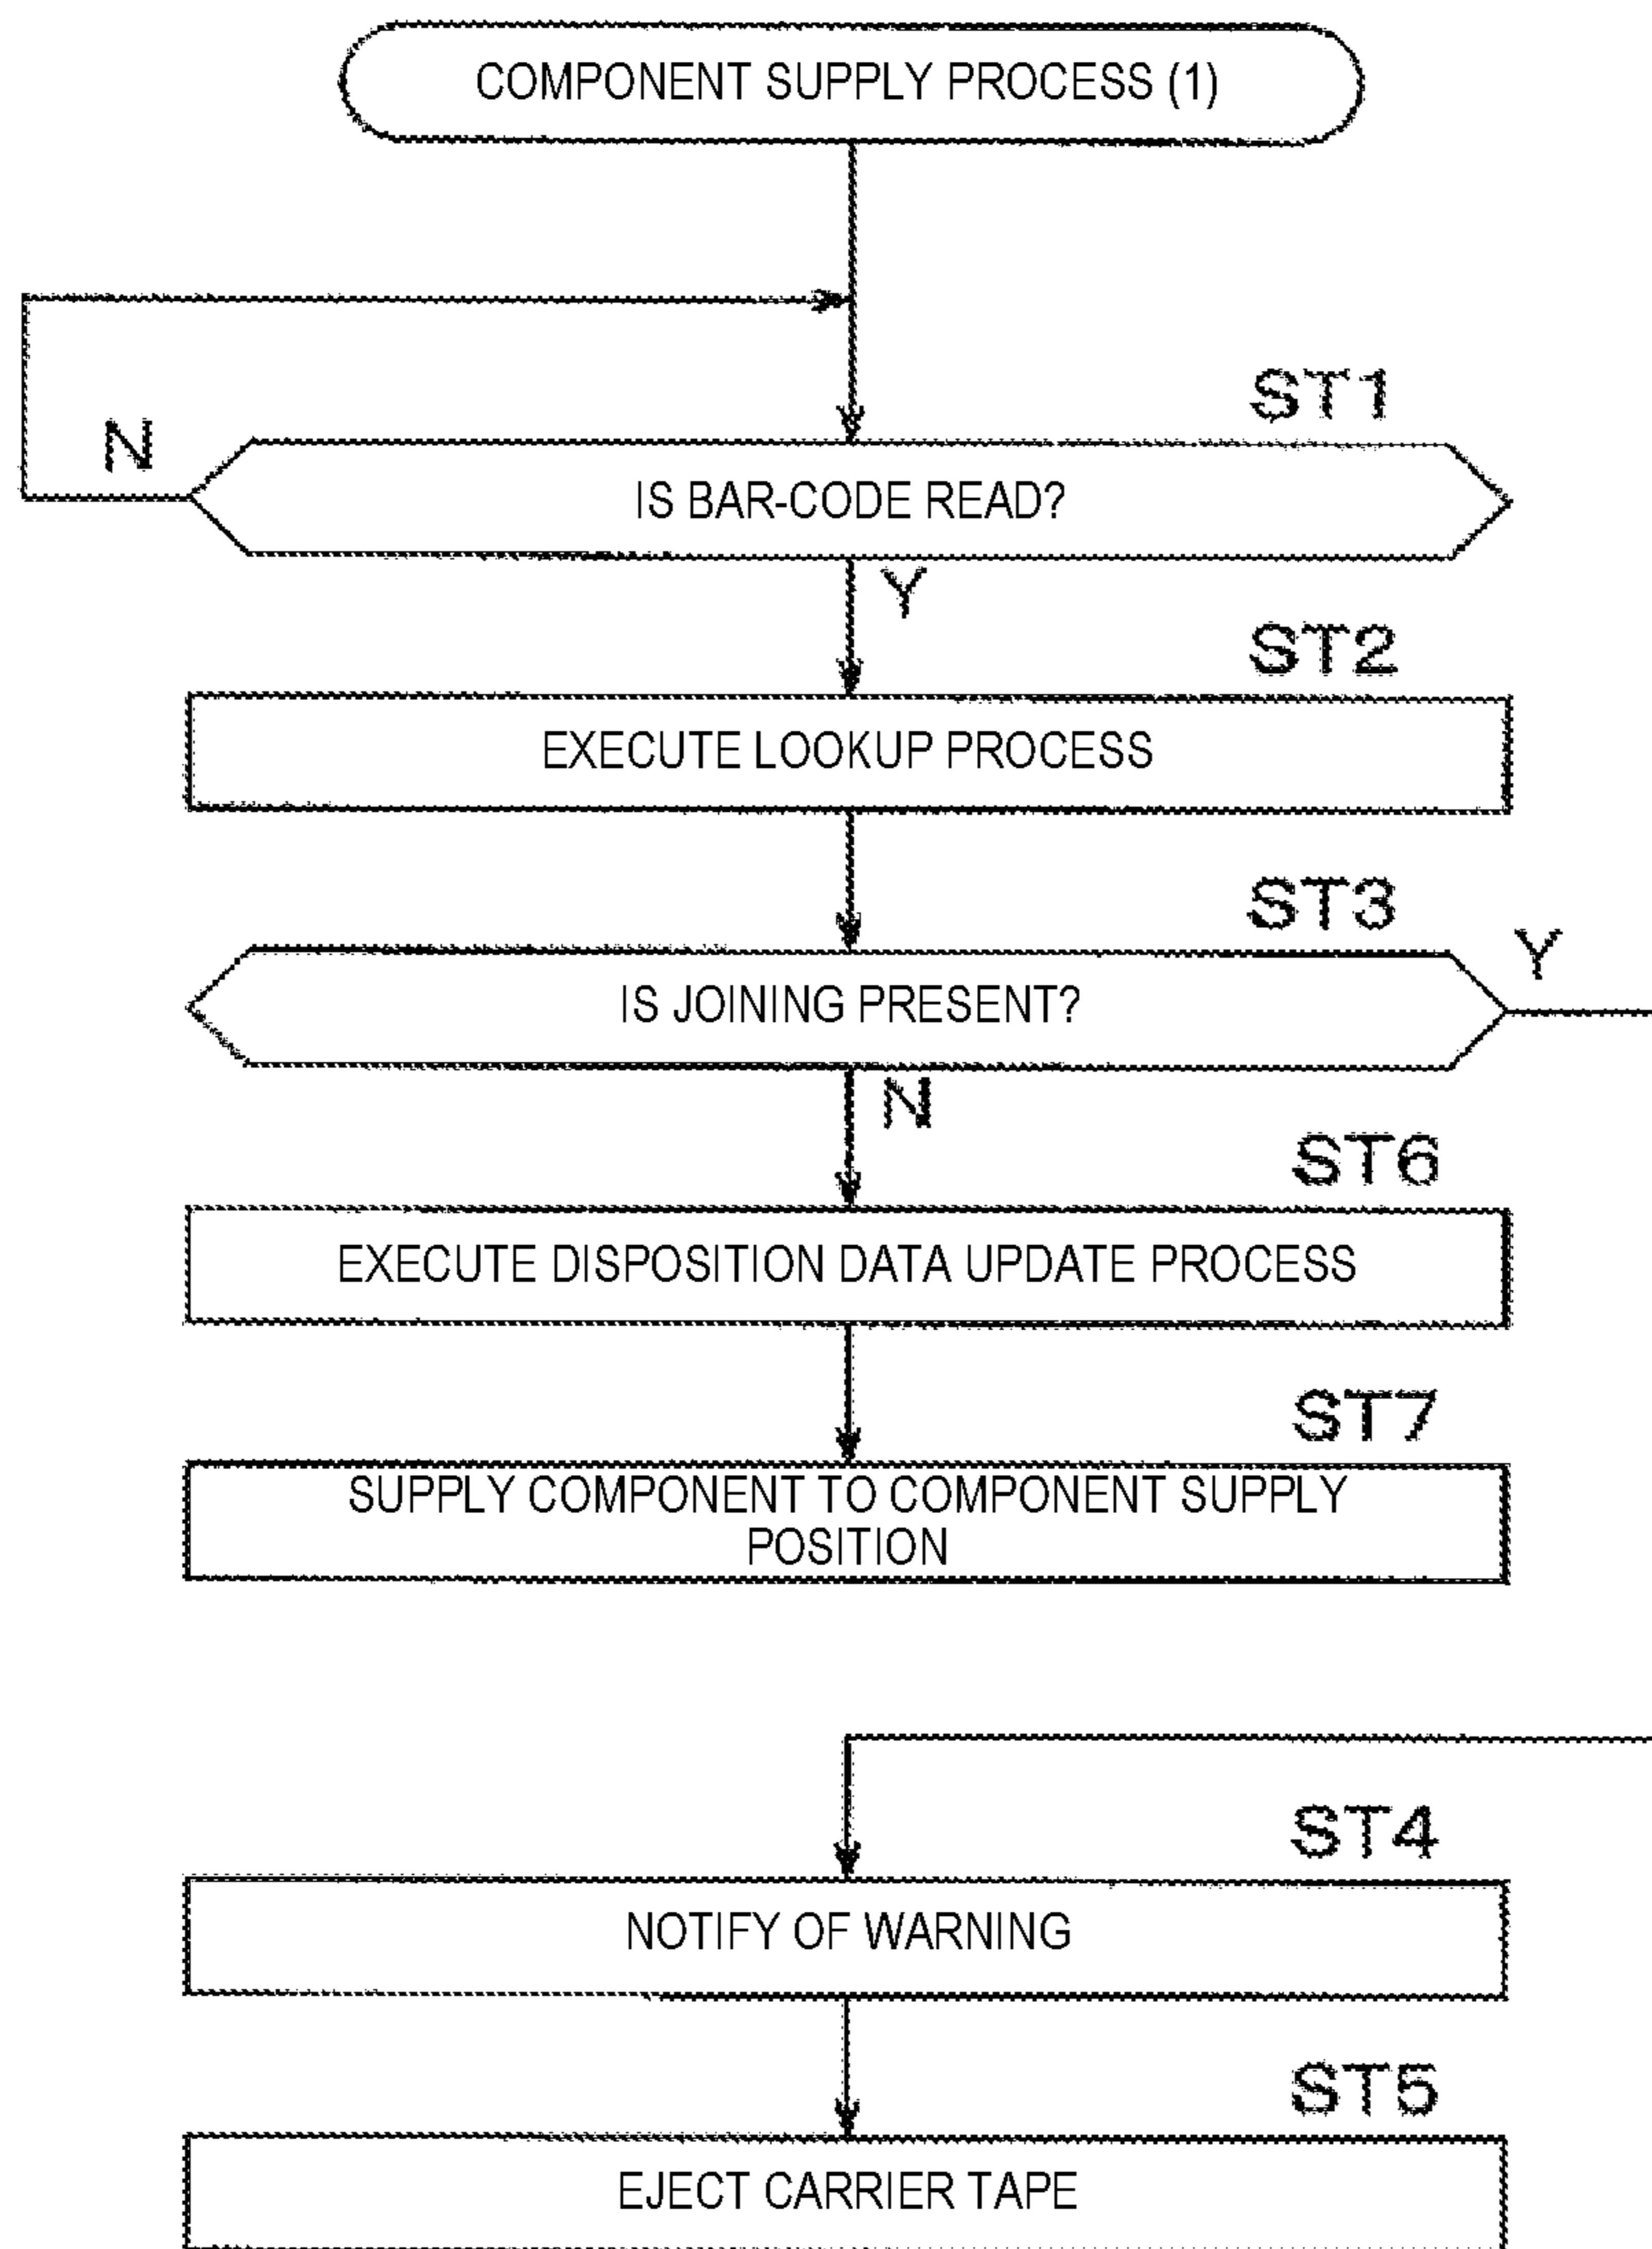 COMPONENT SUPPLY PROCESS (1)
ST1
N
IS BAR-CODE READ?
Y
ST2
EXECUTE LOOKUP PROCESS
ST3
Y
IS JOINING PRESENT?
N
ST6
EXECUTE DISPOSITION DATA UPDATE PROCESS
ST7
SUPPLY COMPONENT TO COMPONENT SUPPLY
POSITION
ST4
NOTIFY OF WARNING
ST5
EJECT CARRIER TAPE